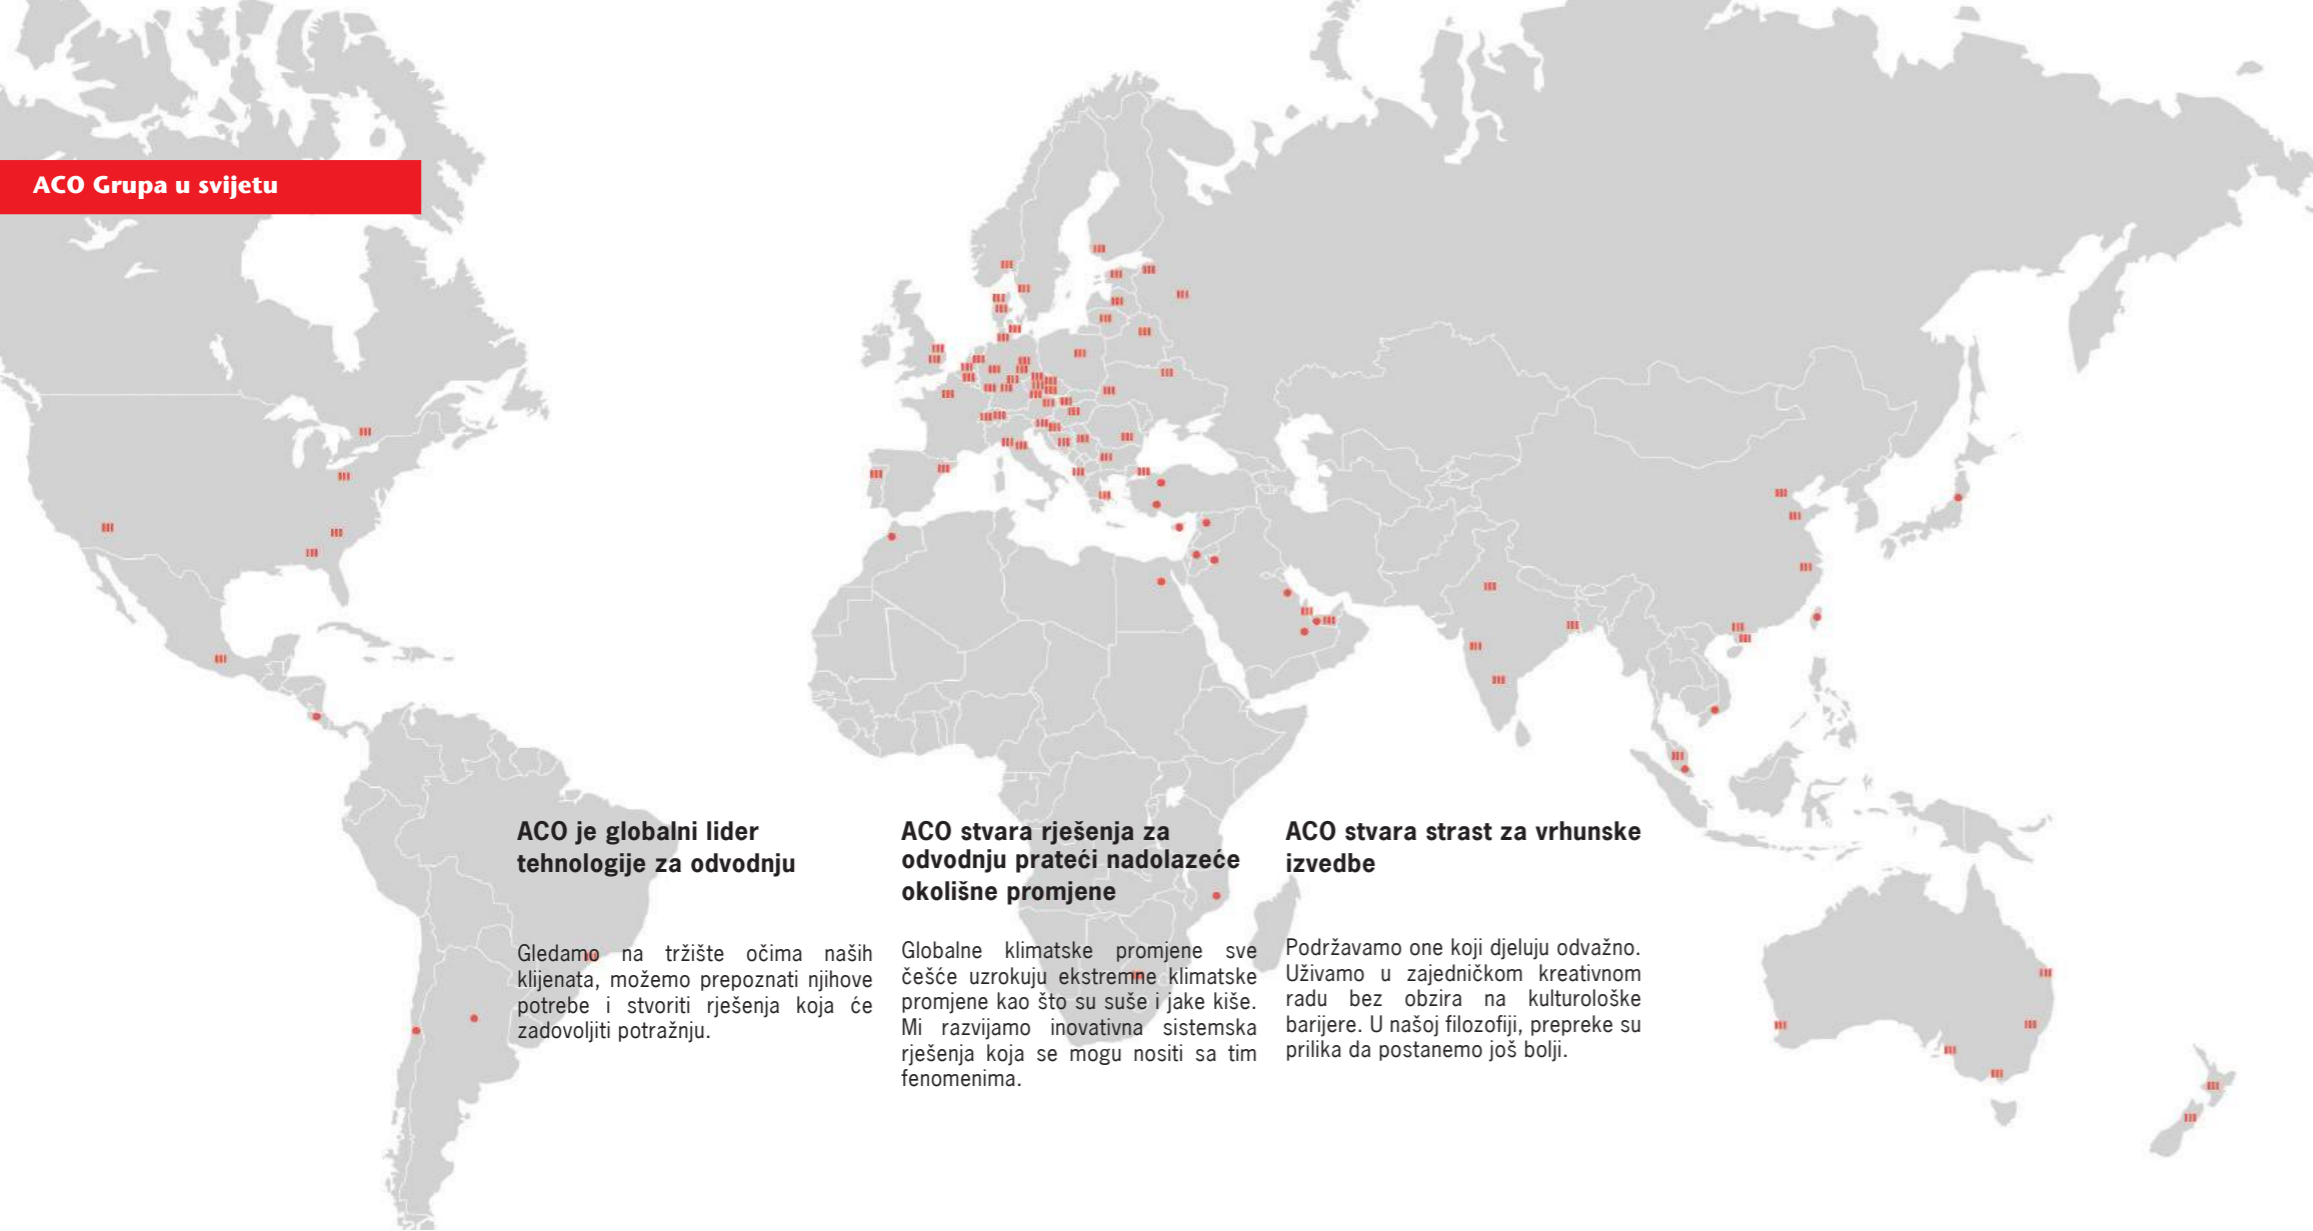 ACO Grupa u svijetu
ACO je globalni lider
tehnologije za odvodnju
Gledamo na tržište očima naših
klijenata, možemo prepoznati njihove
potrebe i stvoriti rješenja koja će
zadovoljiti potražnju.
ACO stvara rješenja za
odvodnju prateći nadolazeće
okolišne promjene
Globalne klimatske promjene sve
češće uzrokuju ekstremne klimatske
promjene kao što su suše i jake kiše.
Mi razvijamo inovativna sistemska
rješenja koja se mogu nositi sa tim
fenomenima.
ACO stvara strast za vrhunske
izvedbe
Podržavamo one koji djeluju odvažno.
Uživamo u zajedničkom kreativnom
radu bez obzira na kulturološke
barijere. U našoj filozofiji, prepreke su
prilika da postanemo još bolji.